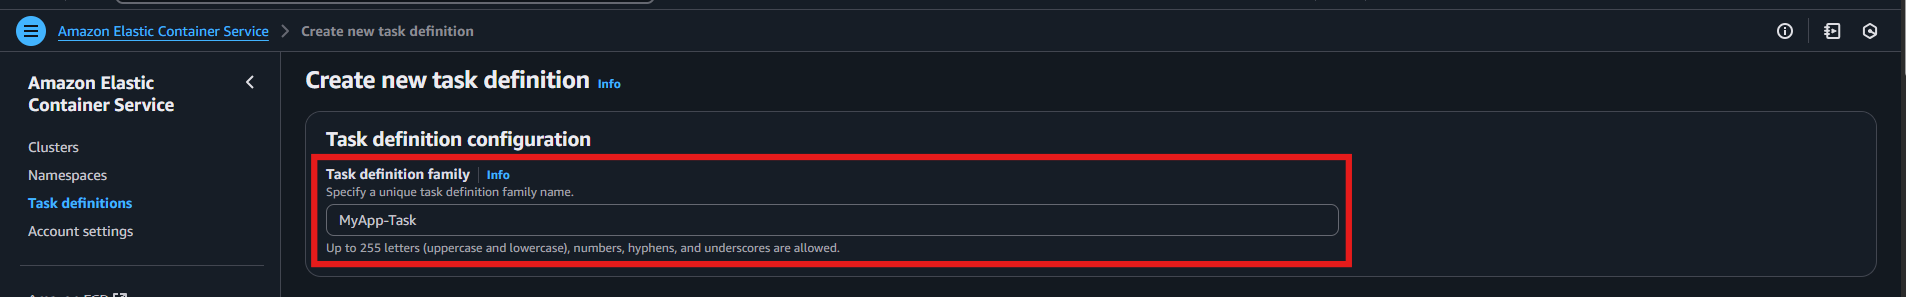 Amazon Elastic Container Service > Create new task definition
Amazon Elastic
Container Service
Clusters
Namespaces
Task definitions
Account settings
Create new task definition Info
Task definition configuration
Task definition family | Info
Specify a unique task definition family name.
MyApp-Task
Up to 255 letters (uppercase and lowercase), numbers, hyphens, and underscores are allowed.